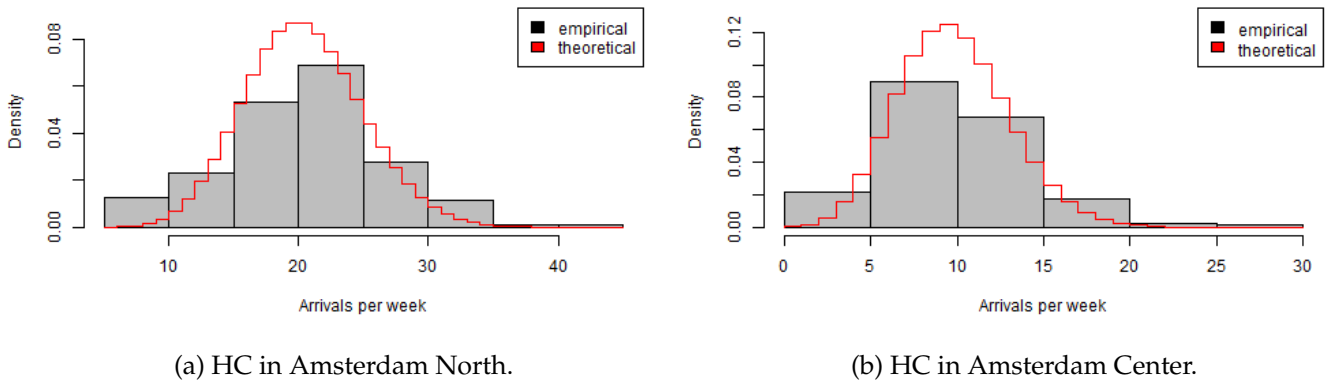 empirical
theoretical
Density
0.00
0.04
0.08
10
20
30
40
Arrivals per week
(a) HC in Amsterdam North.
empirical
theoretical
Density
0.00
0.04
0.08
0.12
0
5
10
15
20
25
30
Arrivals per week
(b) HC in Amsterdam Center.